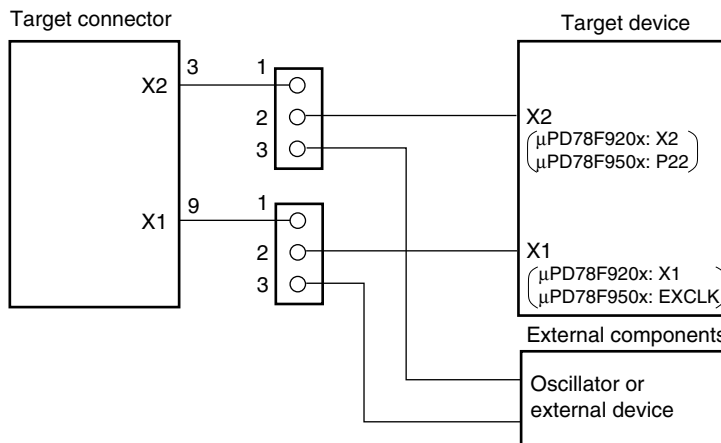 Target connector
Target device
X2
3
1
2
3
X2
μPD78F920x: X2
μPD78F950x: P22
X1
9
1
2
3
X1
μPD78F920x: X1
μPD78F950x: EXCLK
External components
Oscillator or
external device